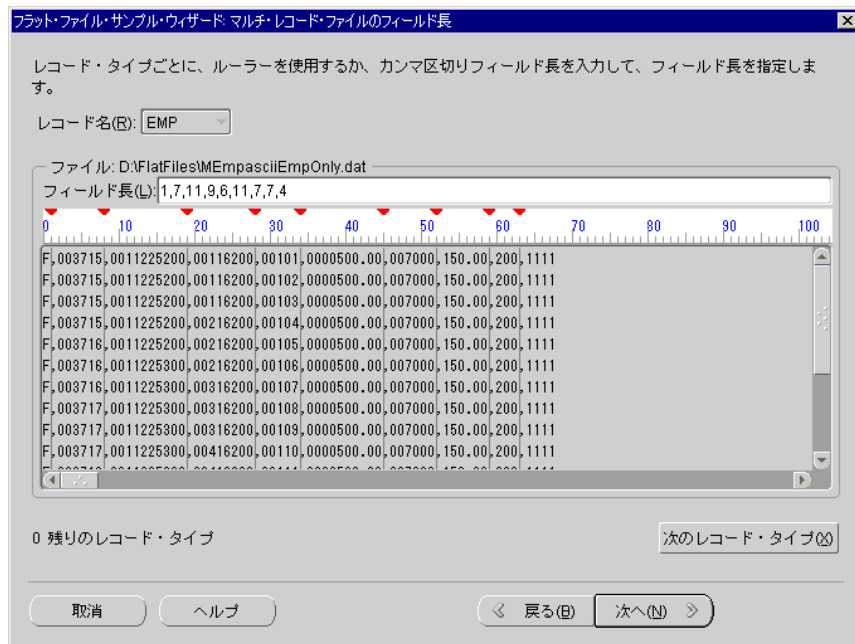 フラット・ファイル・サンプル・ウィザード: マルチ・レコード・ファイルのフィールド長
レコード・タイプごとに、ルーラーを使用するか、カンマ区切りフィールド長を入力して、フィールド長を指定しま
す。
レコード名(R): EMP
ファイル: D:\FlatFiles\MEmpasciiEmpOnly.dat
フィールド長(L): 1,7,11,9,6,11,7,7,4
0 10 20 30 40 50 60 70 80 90 100
F,003715,0011225200,00116200,00101,0000500.00,007000,150.00,200,1111
F,003715,0011225200,00116200,00102,0000500.00,007000,150.00,200,1111
F,003715,0011225200,00116200,00103,0000500.00,007000,150.00,200,1111
F,003715,0011225200,00216200,00104,0000500.00,007000,150.00,200,1111
F,003716,0011225300,00216200,00105,0000500.00,007000,150.00,200,1111
F,003716,0011225300,00216200,00106,0000500.00,007000,150.00,200,1111
F,003716,0011225300,00316200,00107,0000500.00,007000,150.00,200,1111
F,003717,0011225300,00316200,00108,0000500.00,007000,150.00,200,1111
F,003717,0011225300,00316200,00109,0000500.00,007000,150.00,200,1111
F,003717,0011225300,00416200,00110,0000500.00,007000,150.00,200,1111
0 残りのレコード・タイプ
次のレコード・タイプ(X)
取消 ヘルプ 戻る(B) 次へ(N)